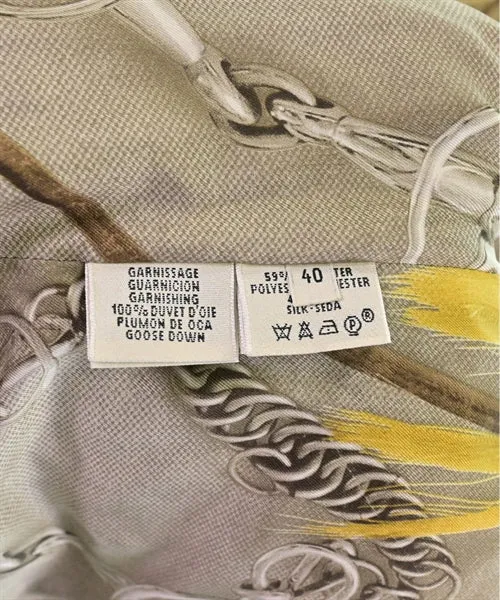 GARNISSAGE
GUARNICION
GARNISHING
100% DUVET D'OIE
PLUMON DE OCA
GOOSE DOWN
59%
TER
POLYES
ESTER
40
4
SILK-SEDA
P
®